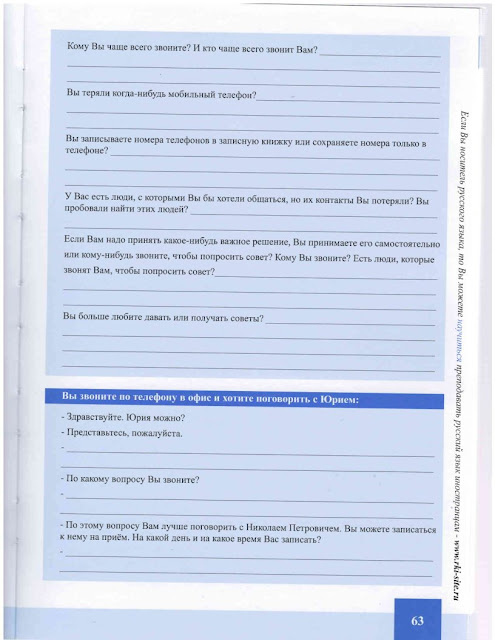 Кому Вы чаще всего звоните? И кто чаще всего звонит Вам?
Вы теряли когда-нибудь мобильный телефон?
Вы записываете номера телефонов в записную книжку или сохраняете номера только в
телефоне?
У Вас есть люди, с которыми Вы бы хотели общаться, но их контакты Вы потеряли? Вы
пробовали найти этих людей?
Если Вам надо принять какое-нибудь важное решение, Вы принимаете его самостоятельно
или кому-нибудь звоните, чтобы попросить совет? Кому Вы звоните? Есть люди, которые
звонят Вам, чтобы попросить совет?
Вы больше любите давать или получать советы?
Вы звоните по телефону в офис и хотите поговорить с Юрием:
- Здравствуйте. Юрия можно?
- Представьтесь, пожалуйста.
-
- По какому вопросу Вы звоните?
-
- По этому вопросу Вам лучше поговорить с Николаем Петровичем. Вы можете записаться
к нему на приём. На какой день и на какое время Вас записать?
-
63
Если Вы носитель русского языка, то Вы можете научиться преподавать русский язык иностранцам - www.rki-site.ru